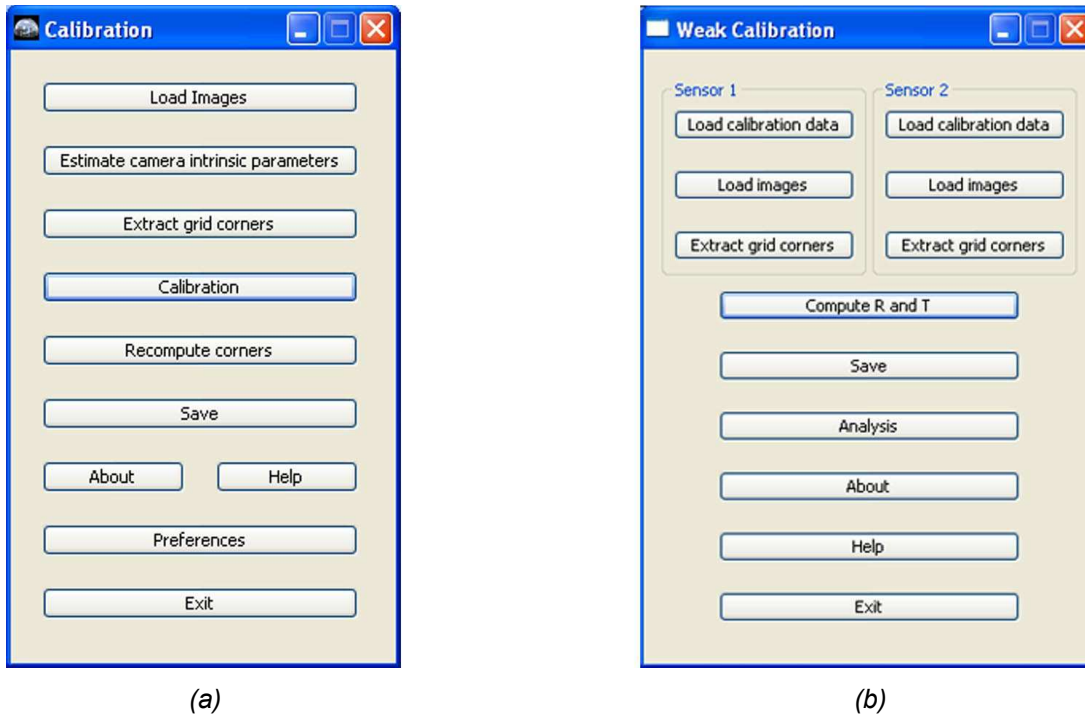 Calibration
Load Images
Estimate camera intrinsic parameters
Extract grid corners
Calibration
Recompute corners
Save
About
Help
Preferences
Exit
(a)
Weak Calibration
Sensor 1
Load calibration data
Load images
Extract grid corners
Sensor 2
Load calibration data
Load images
Extract grid corners
Compute R and T
Save
Analysis
About
Help
Exit
(b)